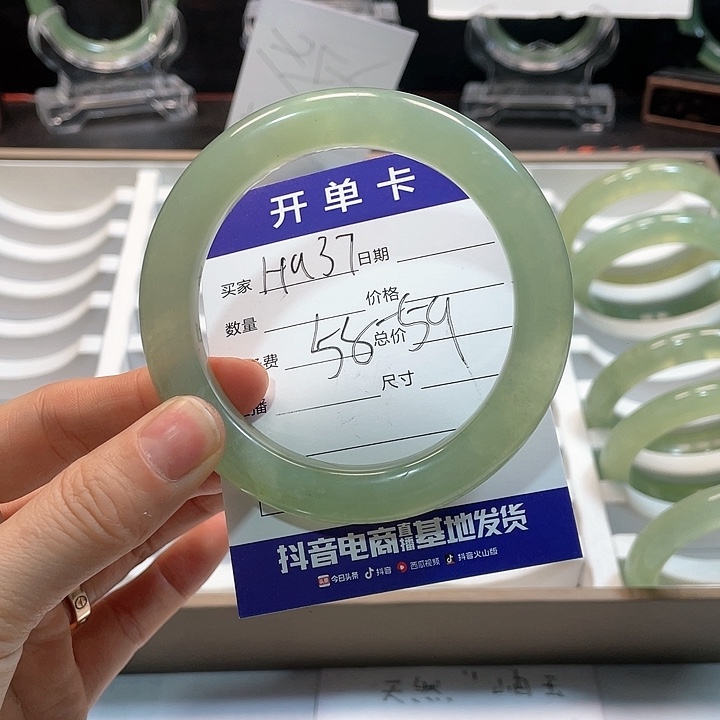 开单卡
买家 Ha37 日期
数量 价格
费 56-59 总价
播 尺寸
抖音电商直播基地发货
今日头条 抖音 西瓜视频 抖音火山版
天然